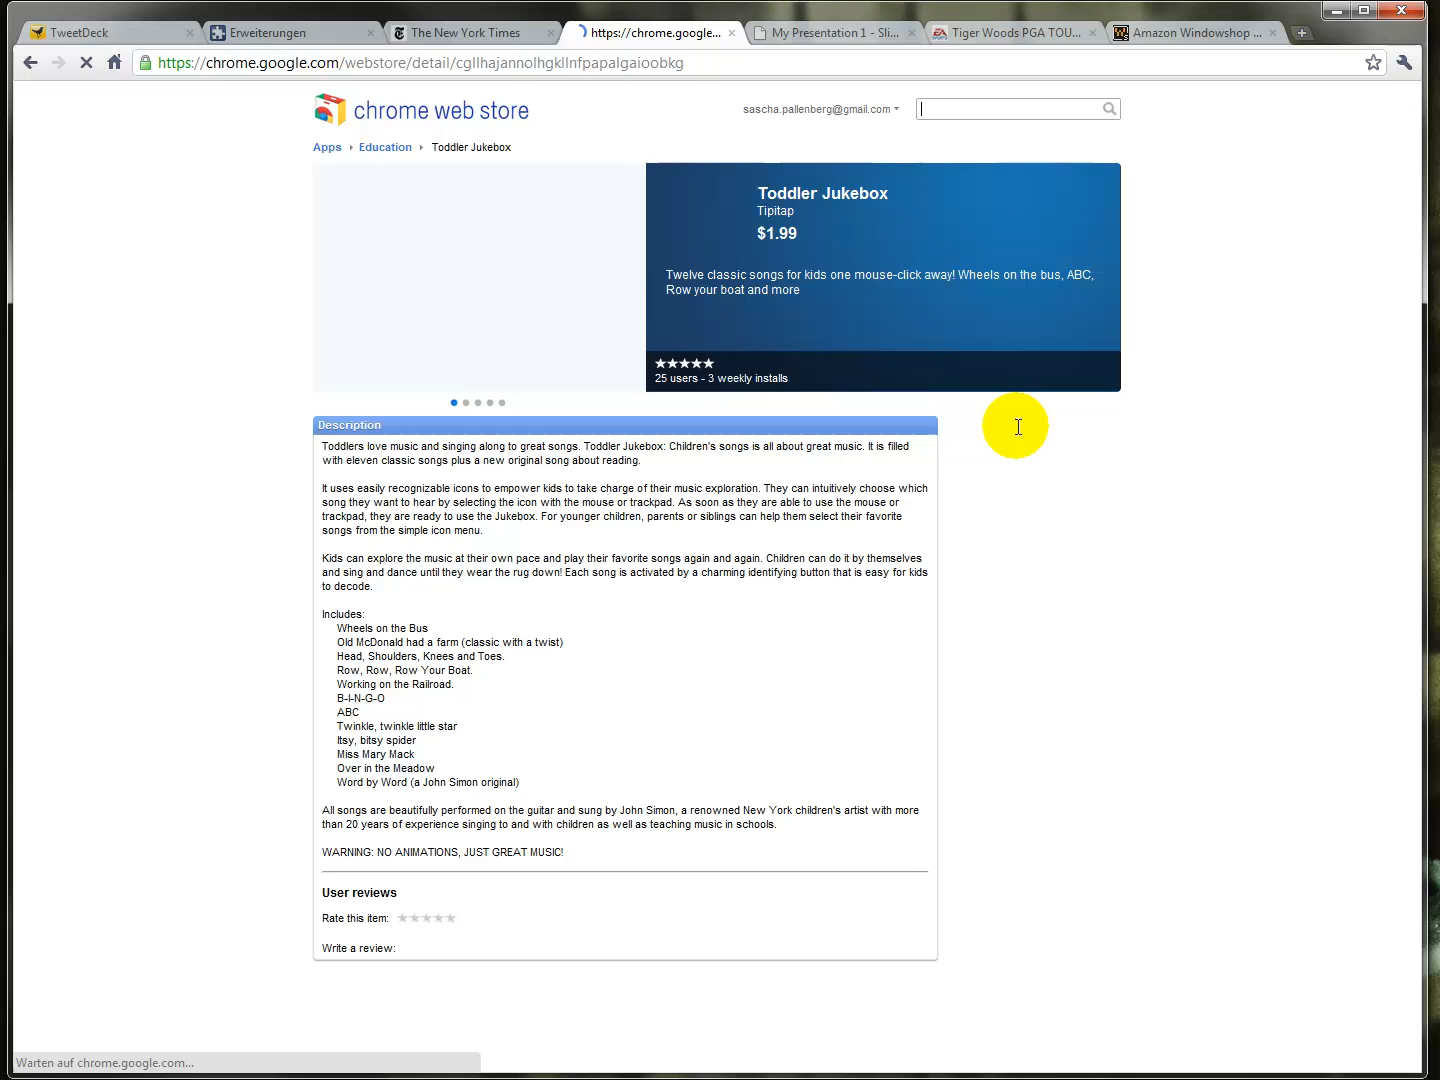 TweetDeck
Erweiterungen
The New York Times
https://chrome.google...
My Presentation 1 - Sli...
Tiger Woods PGA TOU...
Amazon Windowshop ...
https://chrome.google.com/webstore/detail/cgllhajannolhgkllnfpapalgaioobkg
chrome web store
sascha.pallenberg@gmail.com
Apps
Education
Toddler Jukebox
Toddler Jukebox
Tipitap
$1.99
Twelve classic songs for kids one mouse-click away! Wheels on the bus, ABC,
Row your boat and more
25 users - 3 weekly installs
Description
Toddlers love music and singing along to great songs. Toddler Jukebox: Children's songs is all about great music. It is filled
with eleven classic songs plus a new original song about reading.
It uses easily recognizable icons to empower kids to take charge of their music exploration. They can intuitively choose which
song they want to hear by selecting the icon with the mouse or trackpad. As soon as they are able to use the mouse or
trackpad, they are ready to use the Jukebox. For younger children, parents or siblings can help them select their favorite
songs from the simple icon menu.
Kids can explore the music at their own pace and play their favorite songs again and again. Children can do it by themselves
and sing and dance until they wear the rug down! Each song is activated by a charming identifying button that is easy for kids
to decode.
Includes:
Wheels on the Bus
Old McDonald had a farm (classic with a twist)
Head, Shoulders, Knees and Toes.
Row, Row, Row Your Boat.
Working on the Railroad.
B-I-N-G-O
ABC
Twinkle, twinkle little star
Itsy, bitsy spider
Miss Mary Mack
Over in the Meadow
Word by Word (a John Simon original)
All songs are beautifully performed on the guitar and sung by John Simon, a renowned New York children's artist with more
than 20 years of experience singing to and with children as well as teaching music in schools.
WARNING: NO ANIMATIONS, JUST GREAT MUSIC!
User reviews
Rate this item:
Write a review:
Warten auf chrome.google.com...